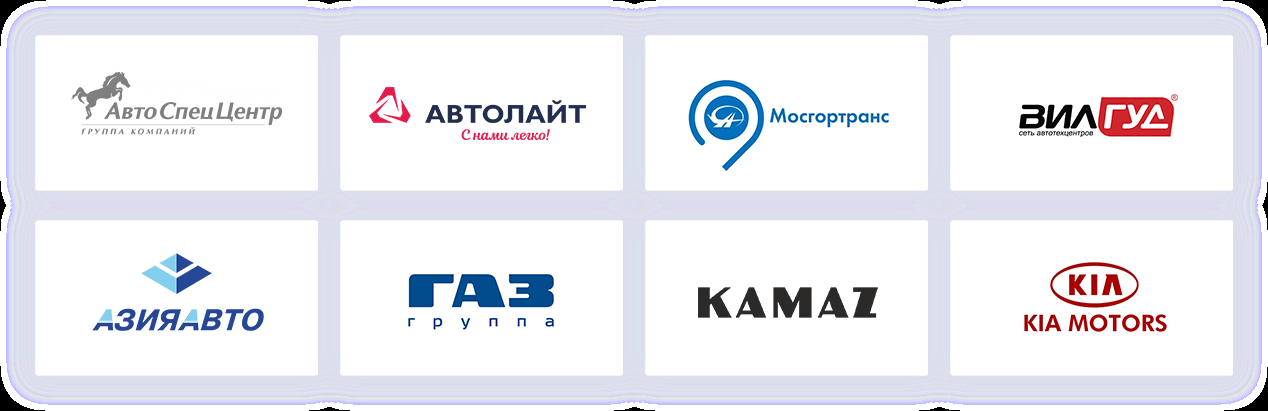 АвтоСпецЦентр
ГРУППА КОМПАНИЙ
АВТОЛАЙТ
С нами легко!
Мосгортранс
ВИЛГУД®
сеть автотехцентров
АЗИЯАВТО
ГАЗ
группа
KAMAZ
KIA
KIA MOTORS